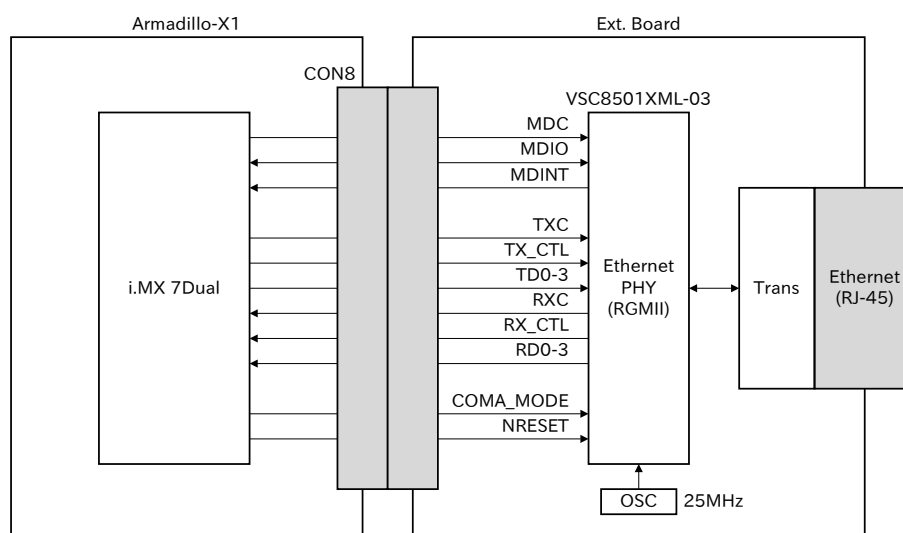 Armadillo-X1
Ext. Board
CON8
VSC8501XML-03
MDC
MDIO
MDINT
TXC
TX_CTL
TD0-3
RXC
RX_CTL
RD0-3
COMA_MODE
NRESET
i.MX 7Dual
Ethernet
PHY
(RGMII)
Trans
Ethernet
(RJ-45)
OSC
25MHz